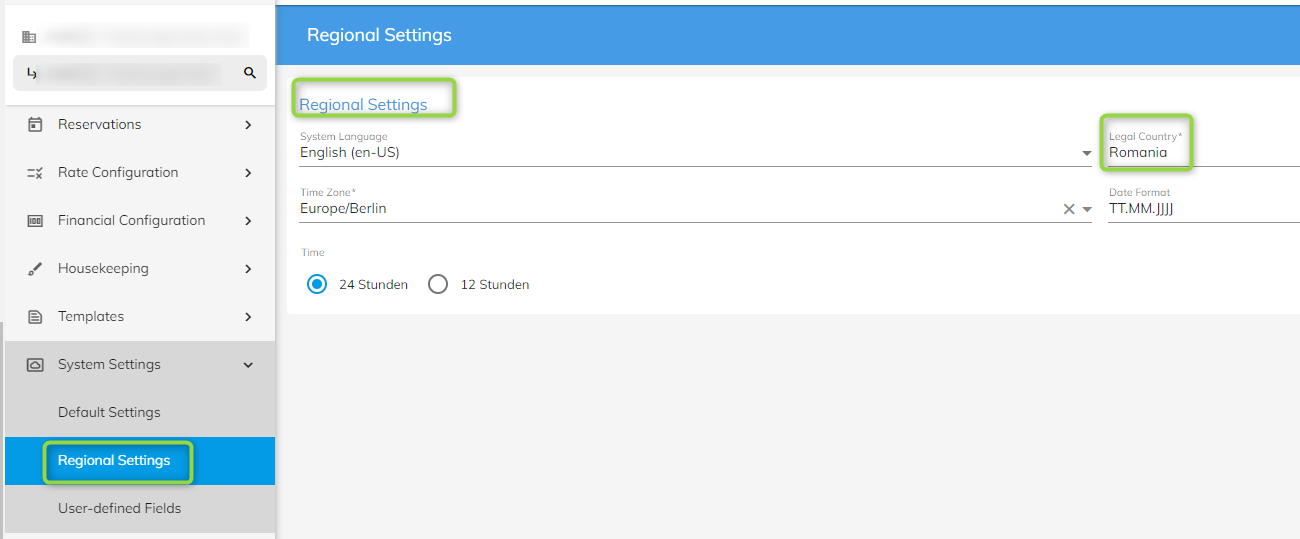 Reservations
Rate Configuration
Financial Configuration
Housekeeping
Templates
System Settings
Default Settings
Regional Settings
User-defined Fields
Regional Settings
Regional Settings
System Language
English (en-US)
Legal Country*
Romania
Time Zone*
Europe/Berlin
Date Format
TT.MM.JJJJ
Time
24 Stunden
12 Stunden